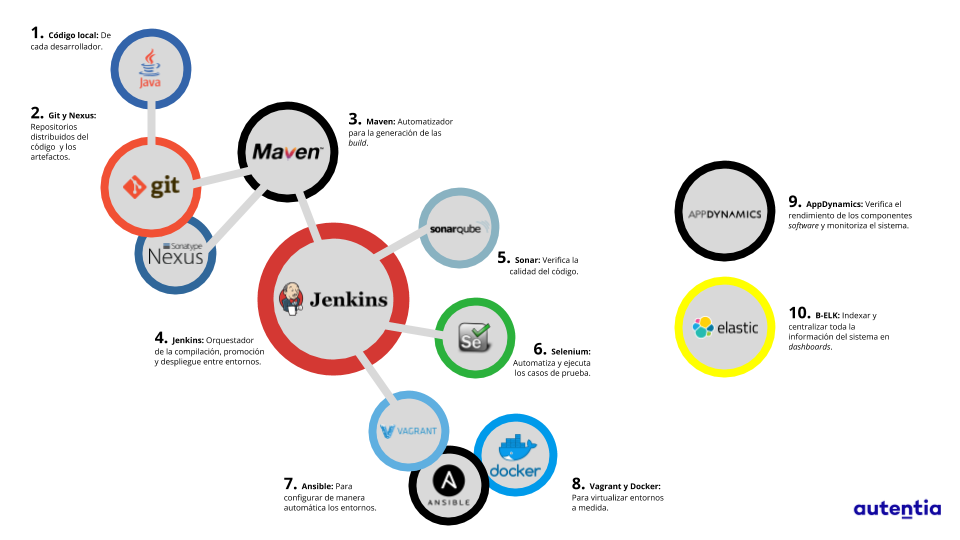 1. Código local: De
cada desarrollador.
Java
2. Git y Nexus:
Repositorios
distribuidos del
código y los
artefactos.
git
Sonatype
Nexus
Maven™
3. Maven: Automatizador
para la generación de las
build.
Jenkins
4. Jenkins: Orquestador
de la compilación, promoción
y despliegue entre entornos.
sonarqube
5. Sonar: Verifica la
calidad del código.
Se
6. Selenium:
Automatiza y ejecuta
los casos de prueba.
VAGRANT
ANSIBLE
docker
7. Ansible: Para
configurar de manera
automática los entornos.
8. Vagrant y Docker:
Para virtualizar entornos
a medida.
APPDYNAMICS
9. AppDynamics: Verifica el
rendimiento de los componentes
software y monitoriza el sistema.
elastic
10. B-ELK: Indexar y
centralizar toda la
información del sistema en
dashboards.
autentia